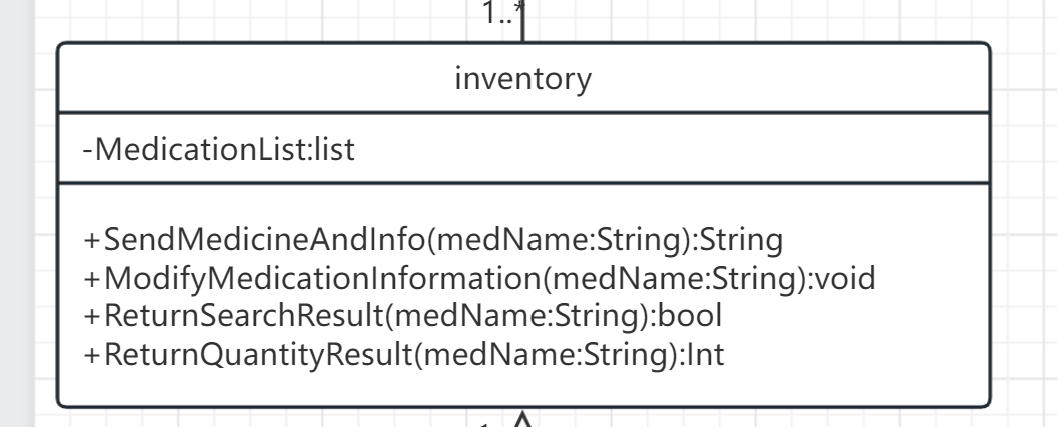 1..*
inventory
-MedicationList:list
+SendMedicineAndInfo(medName:String):String
+ModifyMedicationInformation(medName:String):void
+ReturnSearchResult(medName:String):bool
+ReturnQuantityResult(medName:String):Int